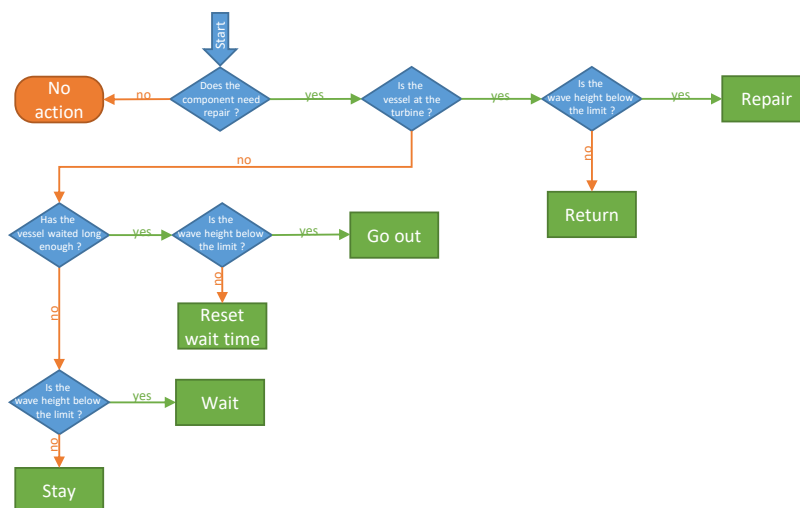 Start
No
action
no
Does the
component need
repair ?
yes
Is the
vessel at the
turbine ?
yes
Is the
wave height below
the limit ?
yes
Repair
no
no
Return
Has the
vessel waited long
enough ?
yes
Is the
wave height below
the limit ?
yes
Go out
no
Reset
wait time
no
Is the
wave height below
the limit ?
yes
Wait
no
Stay